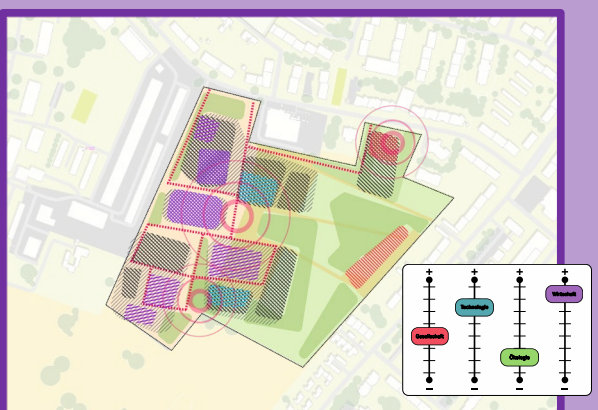 + + + +
Wirtschaft
Technologie
Gesellschaft
Ökologie
− − − −